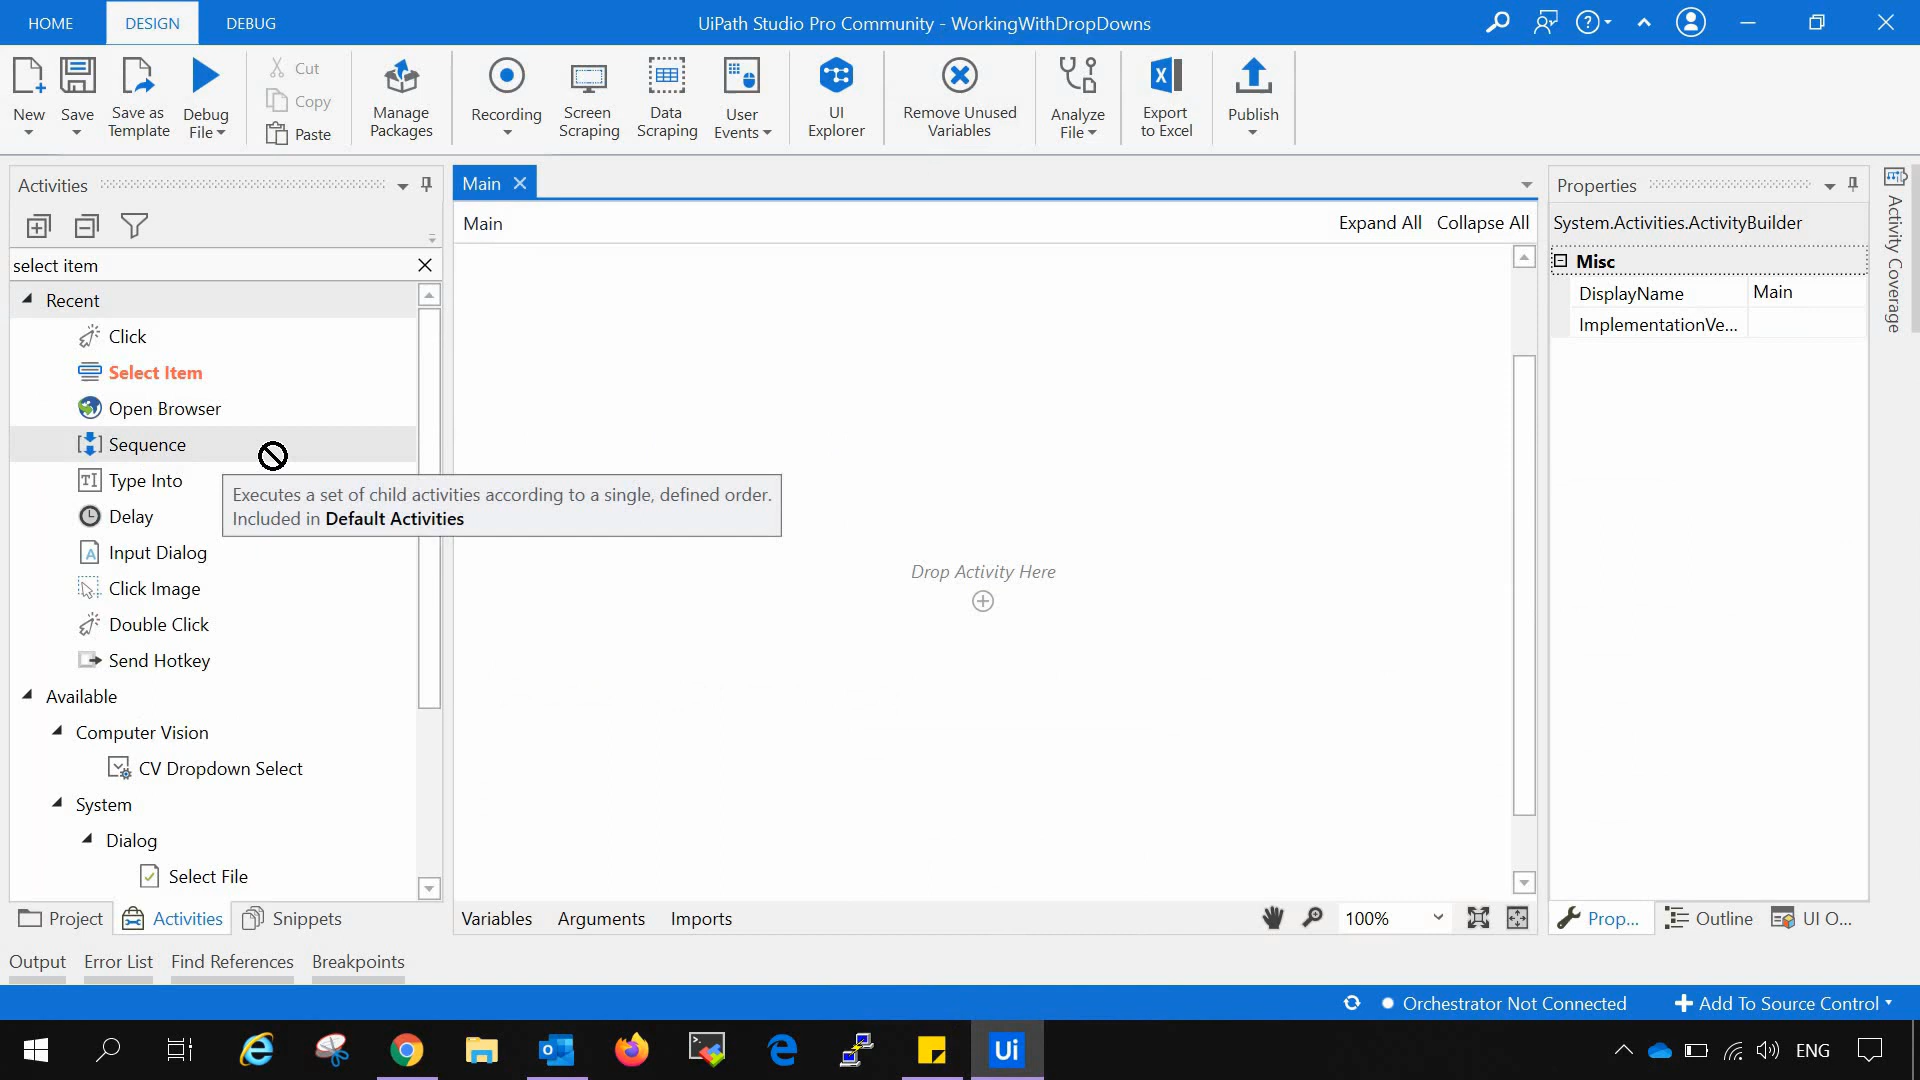 HOME DESIGN DEBUG UiPath Studio Pro Community - WorkingWithDropDowns
New
Save
Save as
Template
Debug
File
Cut
Copy
Paste
Manage
Packages
Recording
Screen
Scraping
Data
Scraping
User
Events
UI
Explorer
Remove Unused
Variables
Analyze
File
Export
to Excel
Publish
Activities
select item
Recent
Click
Select Item
Open Browser
Sequence
Type Into
Delay
Input Dialog
Click Image
Double Click
Send Hotkey
Available
Computer Vision
CV Dropdown Select
System
Dialog
Select File
Executes a set of child activities according to a single, defined order.
Included in Default Activities
Project Activities Snippets
Main
Main Expand All Collapse All
Drop Activity Here
Variables Arguments Imports 100%
Properties
System.Activities.ActivityBuilder
Misc
DisplayName Main
ImplementationVe...
Prop... Outline UI O...
Activity Coverage
Output Error List Find References Breakpoints
Orchestrator Not Connected Add To Source Control
Ui ENG